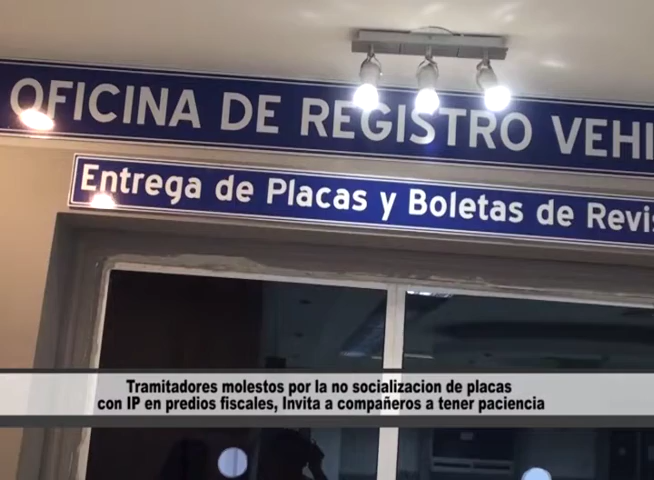 OFICINA DE REGISTRO VEHI
Entrega de Placas y Boletas de Revis
Tramitadores molestos por la no socializacion de placas
con IP en predios fiscales, Invita a compañeros a tener paciencia